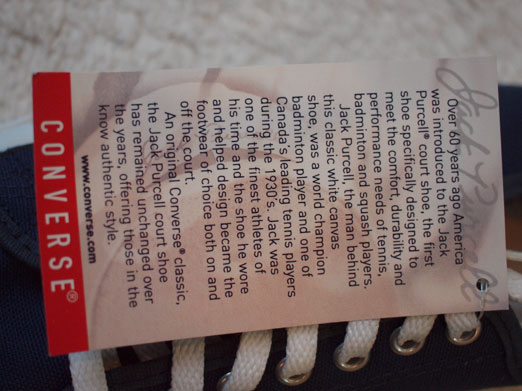 Jack Purcell
Over 60 years ago America
was introduced to the Jack
Purcell® court shoe, the first
shoe specifically designed to
meet the comfort, durability and
performance needs of tennis,
badminton and squash players.
Jack Purcell, the man behind
this classic white canvas
shoe, was a world champion
badminton player and one of
Canada's leading tennis players
during the 1930's. Jack was
one of the finest athletes of
his time and the shoe he wore
and helped design became the
footwear of choice both on and
off the court.
An original Converse® classic,
the Jack Purcell court shoe
has remained unchanged over
the years, offering those in the
know authentic style.
www.converse.com
CONVERSE®